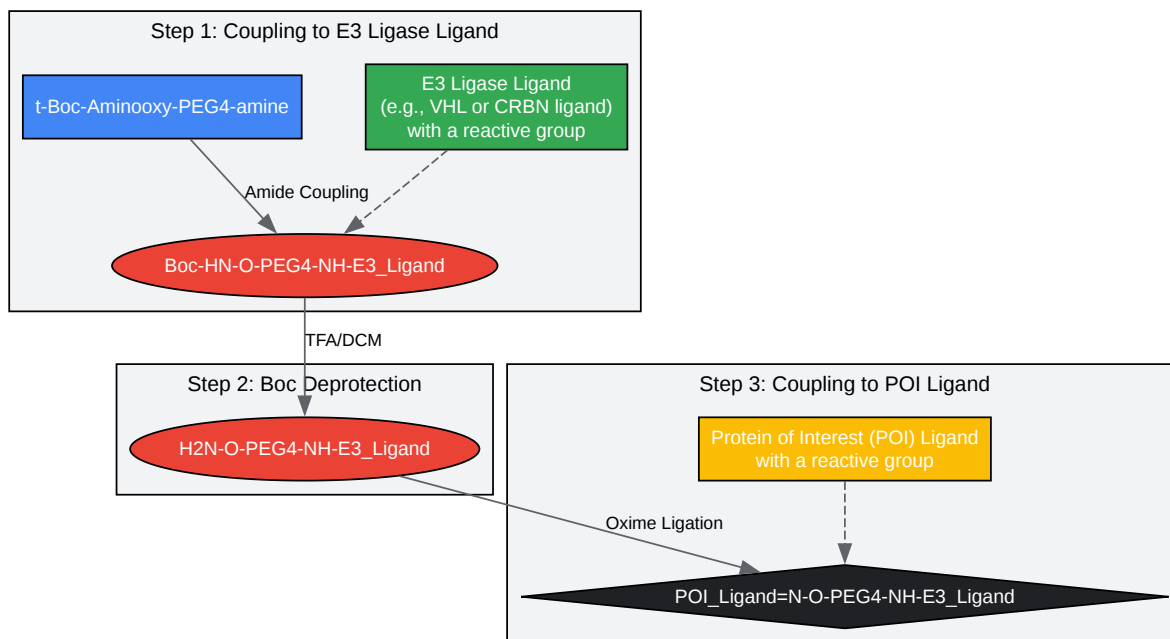 Step 1: Coupling to E3 Ligase Ligand
t-Boc-Aminooxy-PEG4-amine
E3 Ligase Ligand
(e.g., VHL or CRBN ligand)
with a reactive group
Amide Coupling
Boc-HN-O-PEG4-NH-E3_Ligand
TFA/DCM
Step 2: Boc Deprotection
H2N-O-PEG4-NH-E3_Ligand
Step 3: Coupling to POI Ligand
Protein of Interest (POI) Ligand
with a reactive group
Oxime Ligation
POI_Ligand=N-O-PEG4-NH-E3_Ligand